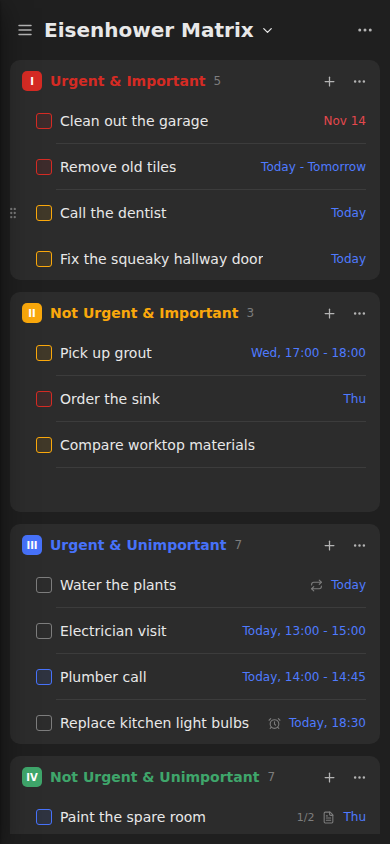 Eisenhower Matrix
I Urgent & Important 5
Clean out the garage Nov 14
Remove old tiles Today - Tomorrow
Call the dentist Today
Fix the squeaky hallway door Today
II Not Urgent & Important 3
Pick up grout Wed, 17:00 - 18:00
Order the sink Thu
Compare worktop materials
III Urgent & Unimportant 7
Water the plants Today
Electrician visit Today, 13:00 - 15:00
Plumber call Today, 14:00 - 14:45
Replace kitchen light bulbs Today, 18:30
IV Not Urgent & Unimportant 7
Paint the spare room 1/2 Thu